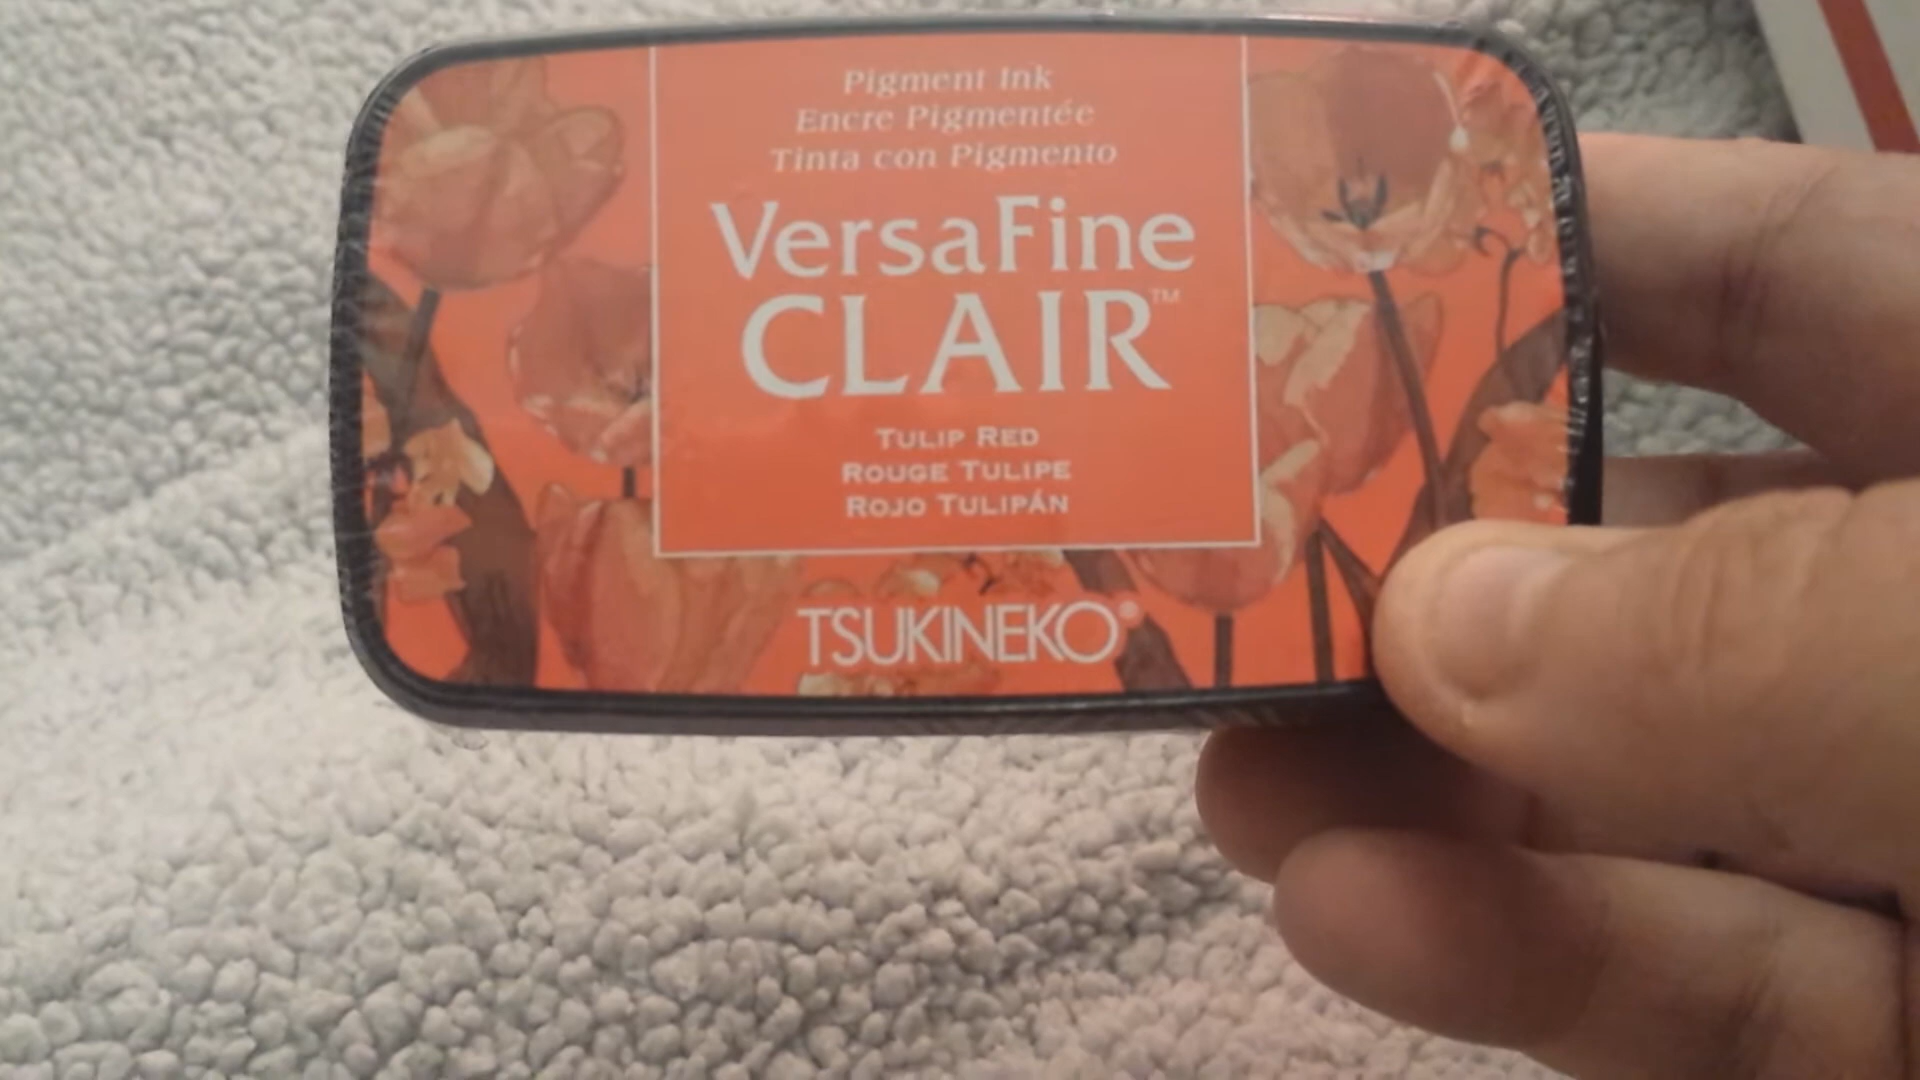 Pigment Ink
Encre Pigmentée
Tinta con Pigmento
VersaFine
CLAIR™
TULIP RED
ROUGE TULIPE
ROJO TULIPÁN
TSUKINEKO®